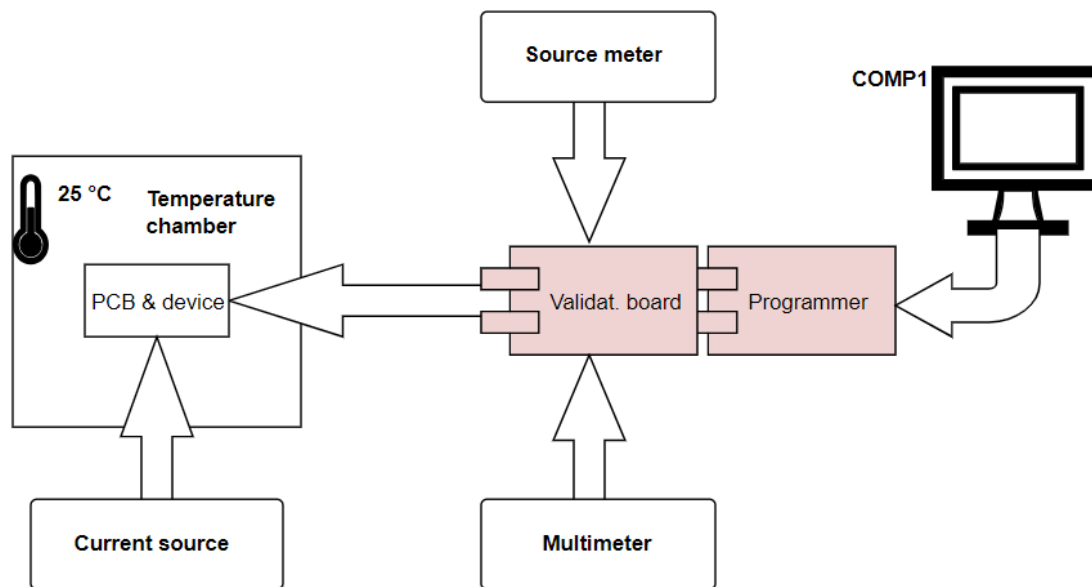 Source meter
COMP1
25 °C
Temperature
chamber
PCB & device
Validat. board
Programmer
Current source
Multimeter